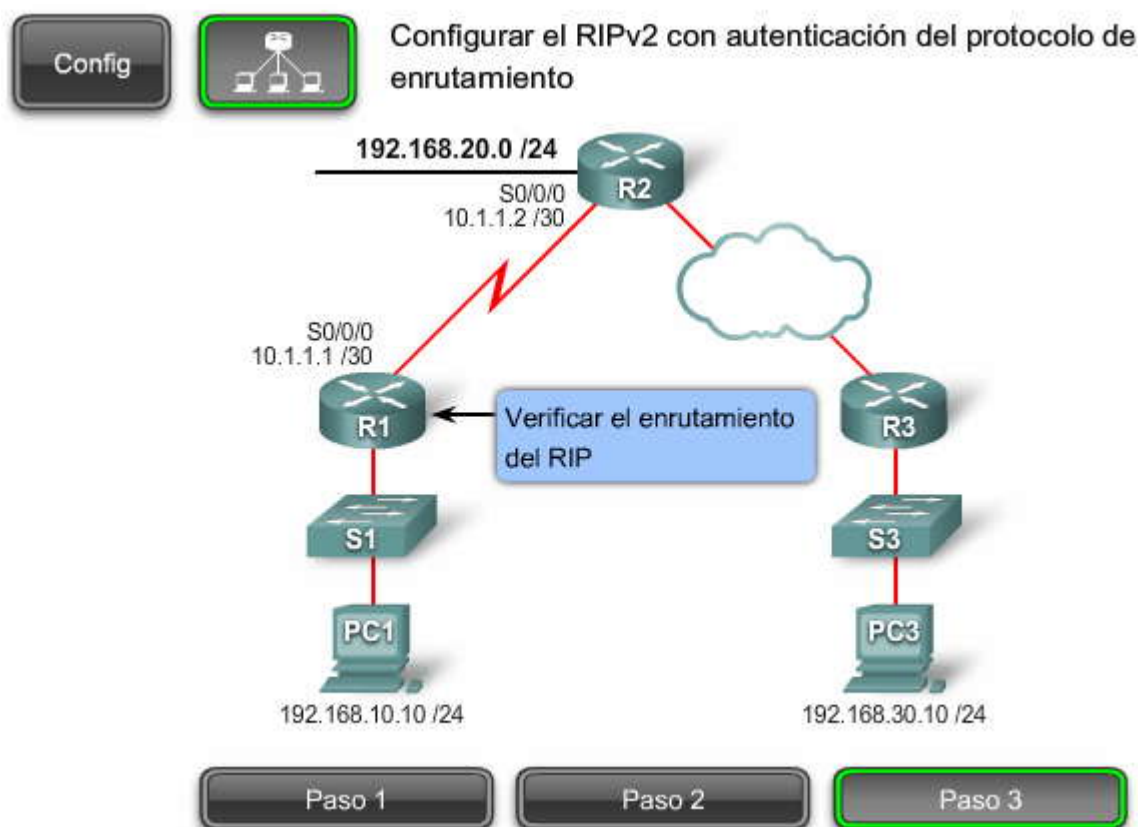 Config
Configurar el RIPv2 con autenticación del protocolo de
enrutamiento
192.168.20.0 /24
R2
S0/0/0
10.1.1.2 /30
S0/0/0
10.1.1.1 /30
R1
Verificar el enrutamiento
del RIP
R3
S1
S3
PC1
PC3
192.168.10.10 /24
192.168.30.10 /24
Paso 1
Paso 2
Paso 3